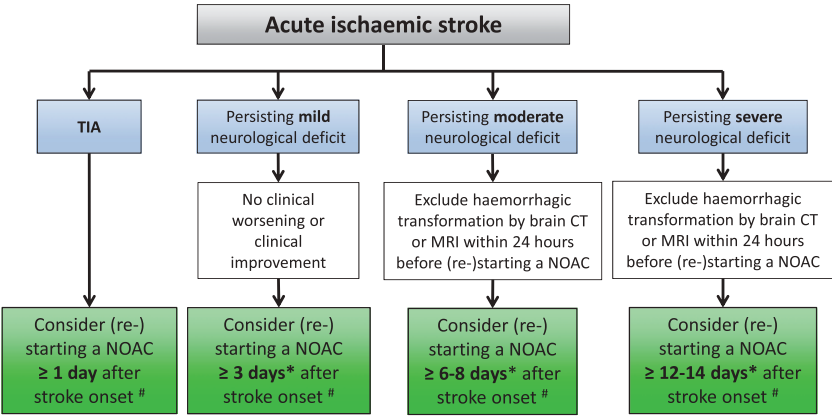 Acute ischaemic stroke
TIA
Persisting mild
neurological deficit
Persisting moderate
neurological deficit
Persisting severe
neurological deficit
No clinical
worsening or
clinical
improvement
Exclude haemorrhagic
transformation by brain CT
or MRI within 24 hours
before (re-)starting a NOAC
Exclude haemorrhagic
transformation by brain CT
or MRI within 24 hours
before (re-)starting a NOAC
Consider (re-)
starting a NOAC
≥ 1 day after
stroke onset #
Consider (re-)
starting a NOAC
≥ 3 days* after
stroke onset #
Consider (re-)
starting a NOAC
≥ 6-8 days* after
stroke onset #
Consider (re-)
starting a NOAC
≥ 12-14 days* after
stroke onset #